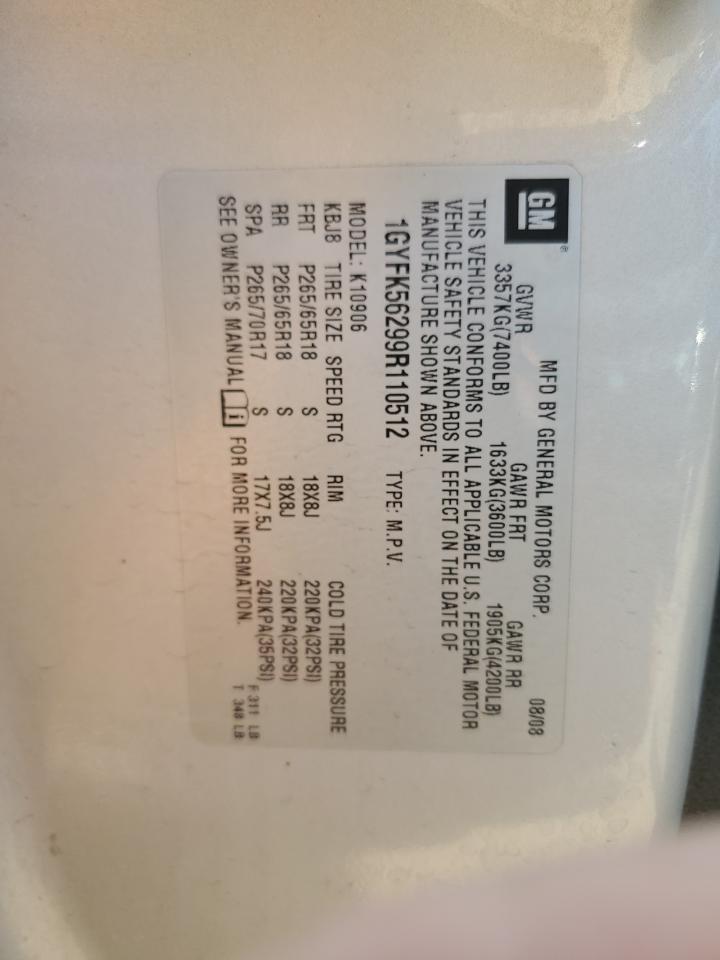 GM®
MFD BY GENERAL MOTORS CORP. 08/08
GVWR GAWR FRT GAWR RR
3357KG(7400LB) 1633KG(3600LB) 1905KG(4200LB)
THIS VEHICLE CONFORMS TO ALL APPLICABLE U.S. FEDERAL MOTOR
VEHICLE SAFETY STANDARDS IN EFFECT ON THE DATE OF
MANUFACTURE SHOWN ABOVE.
1GYFK56299R110512 TYPE: M.P.V.
MODEL: K10906
KBJ8 TIRE SIZE SPEED RTG RIM COLD TIRE PRESSURE
FRT P265/65R18 S 18X8J 220KPA(32PSI)
RR P265/65R18 S 18X8J 220KPA(32PSI)
SPA P265/70R17 S 17X7.5J 240KPA(35PSI)
SEE OWNER'S MANUAL i FOR MORE INFORMATION.
F 311 LB
T 348 LB